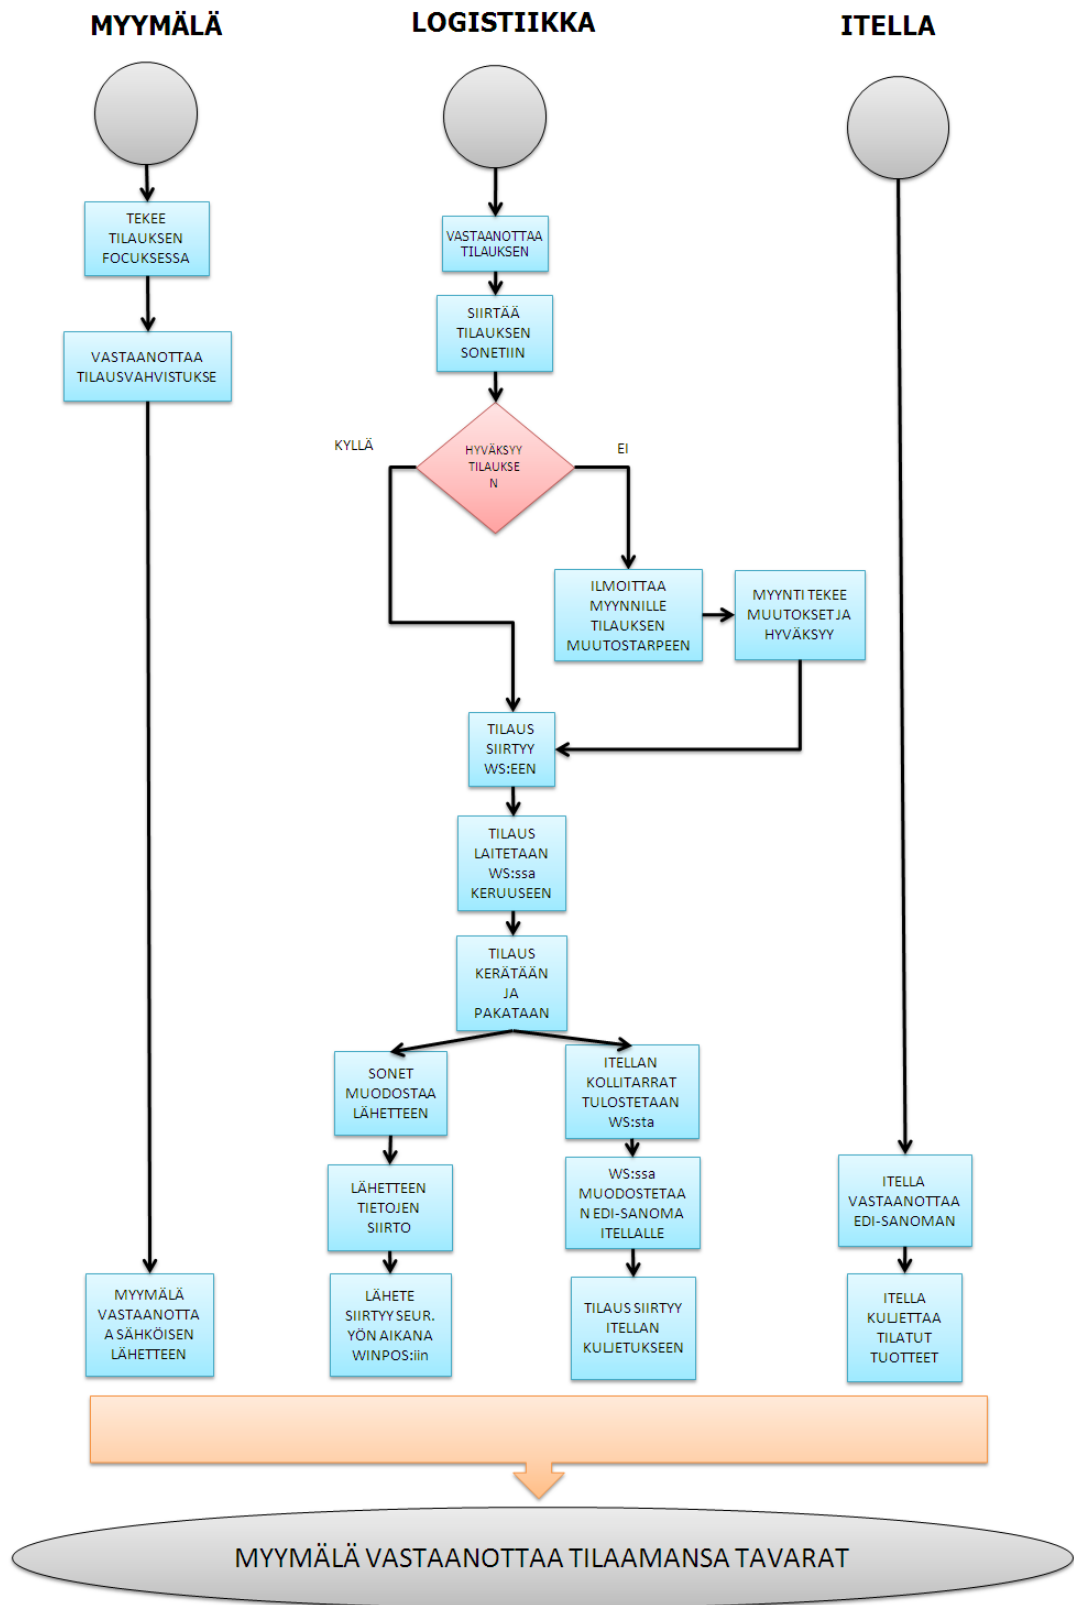 MYYMÄLÄ
LOGISTIIKKA
ITELLA
TEKEE
TILAUKSEN
FOCUKSESSA
VASTAANOTTAA
TILAUSVAHVISTUKSE
VASTAANOTTAA
TILAUKSEN
SIIRTÄÄ
TILAUKSEN
SONETIIN
KYLLÄ
HYVÄKSYY
TILAUKSE
N
EI
ILMOITTAA
MYYNNILLE
TILAUKSEN
MUUTOSTARPEEN
MYYNTI TEKEE
MUUTOKSET JA
HYVÄKSYY
TILAUS
SIIRTYY
WS:EEN
TILAUS
LAITETAAN
WS:ssa
KERUUSEEN
TILAUS
KERÄTÄÄN
JA
PAKATAAN
SONET
MUODOSTAA
LÄHETTEEN
ITELLAN
KOLLITARRAT
TULOSTETAAN
WS:sta
LÄHETTEEN
TIETOJEN
SIIRTO
WS:ssa
MUODOSTETAA
N EDI-SANOMA
ITELLALLE
ITELLA
VASTAANOTTAA
EDI-SANOMAN
MYYMÄLÄ
VASTAANOTTA
A SÄHKÖISEN
LÄHETTEEN
LÄHETE
SIIRTYY SEUR.
YÖN AIKANA
WINPOS:iin
TILAUS SIIRTYY
ITELLAN
KULJETUKSEEN
ITELLA
KULJETTAA
TILATUT
TUOTTEET
MYYMÄLÄ VASTAANOTTAA TILAAMANSA TAVARAT